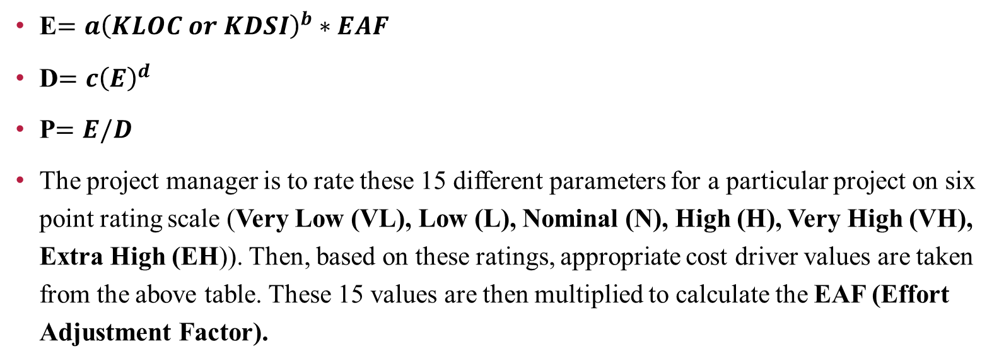 • E= a(KLOC or KDSI)^b * EAF
• D= c(E)^d
• P= E/D
• The project manager is to rate these 15 different parameters for a particular project on six
point rating scale (Very Low (VL), Low (L), Nominal (N), High (H), Very High (VH),
Extra High (EH)). Then, based on these ratings, appropriate cost driver values are taken
from the above table. These 15 values are then multiplied to calculate the EAF (Effort
Adjustment Factor).